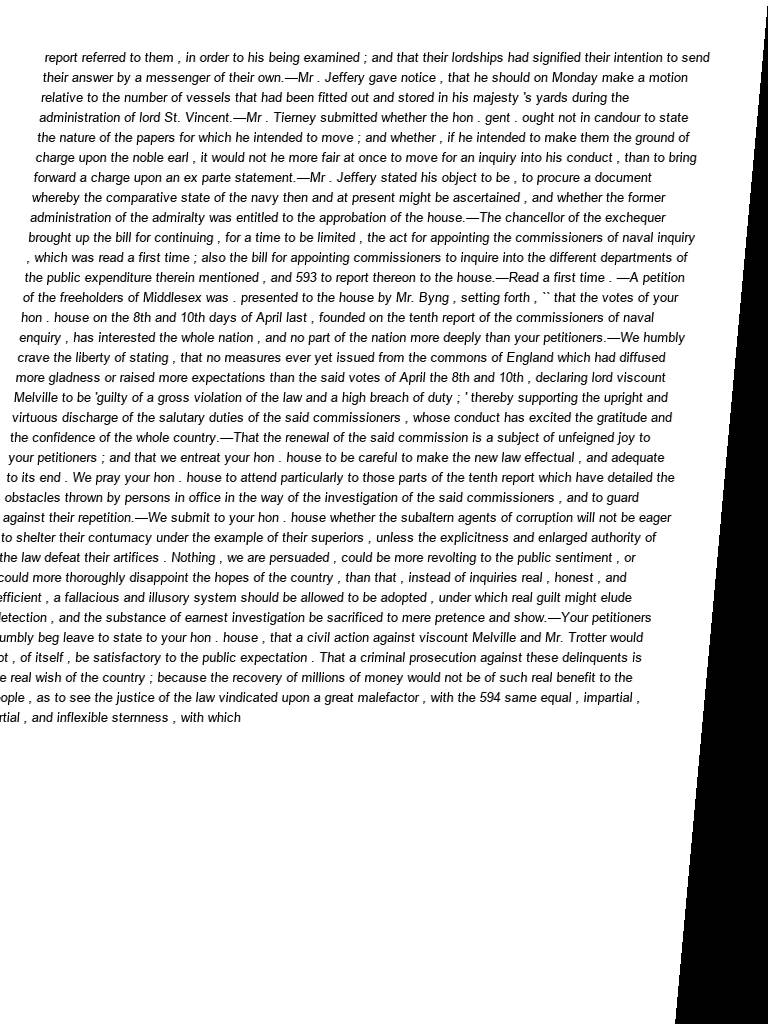 report referred to them , in order to his being examined ; and that their lordships had signified their intention to send
their answer by a messenger of their own.—Mr . Jeffery gave notice , that he should on Monday make a motion
relative to the number of vessels that had been fitted out and stored in his majesty 's yards during the
administration of lord St. Vincent.—Mr . Tierney submitted whether the hon . gent . ought not in candour to state
the nature of the papers for which he intended to move ; and whether , if he intended to make them the ground of
charge upon the noble earl , it would not he more fair at once to move for an inquiry into his conduct , than to bring
forward a charge upon an ex parte statement.—Mr . Jeffery stated his object to be , to procure a document
whereby the comparative state of the navy then and at present might be ascertained , and whether the former
administration of the admiralty was entitled to the approbation of the house.—The chancellor of the exchequer
brought up the bill for continuing , for a time to be limited , the act for appointing the commissioners of naval inquiry
, which was read a first time ; also the bill for appointing commissioners to inquire into the different departments of
the public expenditure therein mentioned , and 593 to report thereon to the house.—Read a first time . —A petition
of the freeholders of Middlesex was . presented to the house by Mr. Byng , setting forth , `` that the votes of your
hon . house on the 8th and 10th days of April last , founded on the tenth report of the commissioners of naval
enquiry , has interested the whole nation , and no part of the nation more deeply than your petitioners.—We humbly
crave the liberty of stating , that no measures ever yet issued from the commons of England which had diffused
more gladness or raised more expectations than the said votes of April the 8th and 10th , declaring lord viscount
Melville to be 'guilty of a gross violation of the law and a high breach of duty ; ' thereby supporting the upright and
virtuous discharge of the salutary duties of the said commissioners , whose conduct has excited the gratitude and
the confidence of the whole country.—That the renewal of the said commission is a subject of unfeigned joy to
your petitioners ; and that we entreat your hon . house to be careful to make the new law effectual , and adequate
to its end . We pray your hon . house to attend particularly to those parts of the tenth report which have detailed the
obstacles thrown by persons in office in the way of the investigation of the said commissioners , and to guard
against their repetition.—We submit to your hon . house whether the subaltern agents of corruption will not be eager
to shelter their contumacy under the example of their superiors , unless the explicitness and enlarged authority of
the law defeat their artifices . Nothing , we are persuaded , could be more revolting to the public sentiment , or
could more thoroughly disappoint the hopes of the country , than that , instead of inquiries real , honest , and
efficient , a fallacious and illusory system should be allowed to be adopted , under which real guilt might elude
detection , and the substance of earnest investigation be sacrificed to mere pretence and show.—Your petitioners
umbly beg leave to state to your hon . house , that a civil action against viscount Melville and Mr. Trotter would
ot , of itself , be satisfactory to the public expectation . That a criminal prosecution against these delinquents is
e real wish of the country ; because the recovery of millions of money would not be of such real benefit to the
ople , as to see the justice of the law vindicated upon a great malefactor , with the 594 same equal , impartial ,
rtial , and inflexible sternness , with which